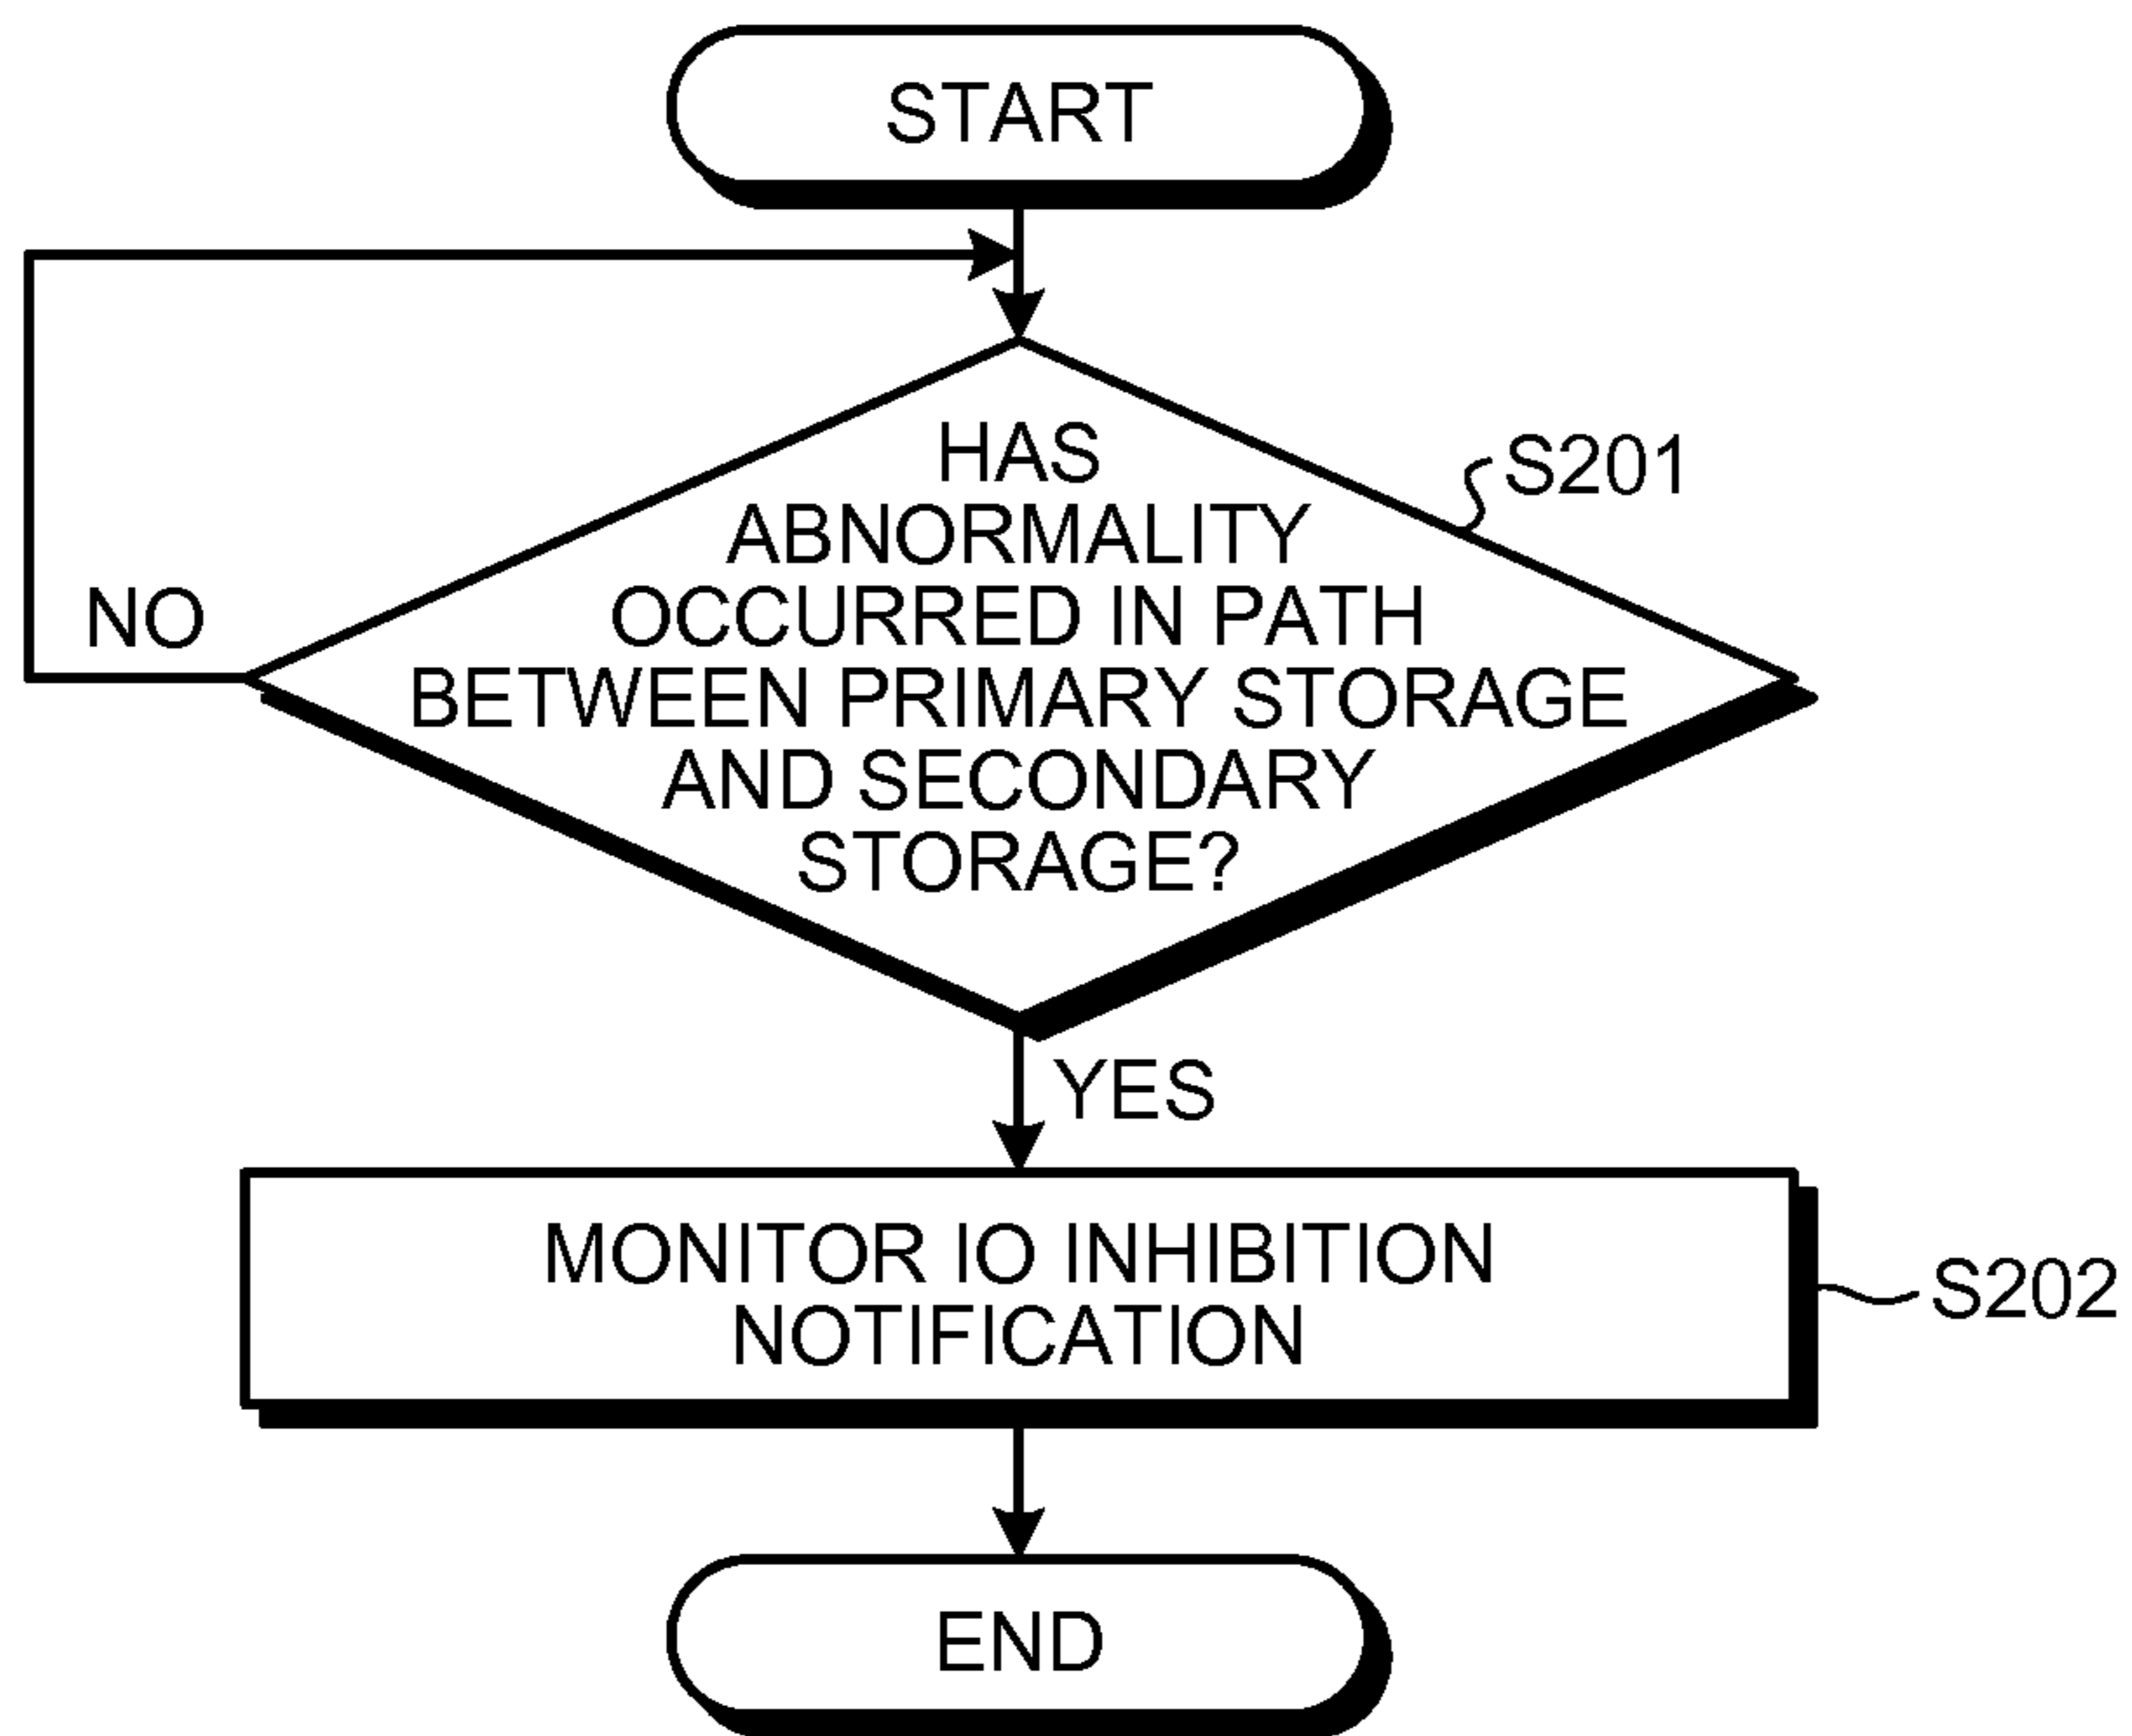 START
HAS
ABNORMALITY
OCCURRED IN PATH
BETWEEN PRIMARY STORAGE
AND SECONDARY
STORAGE?
S201
NO
YES
MONITOR IO INHIBITION
NOTIFICATION
S202
END